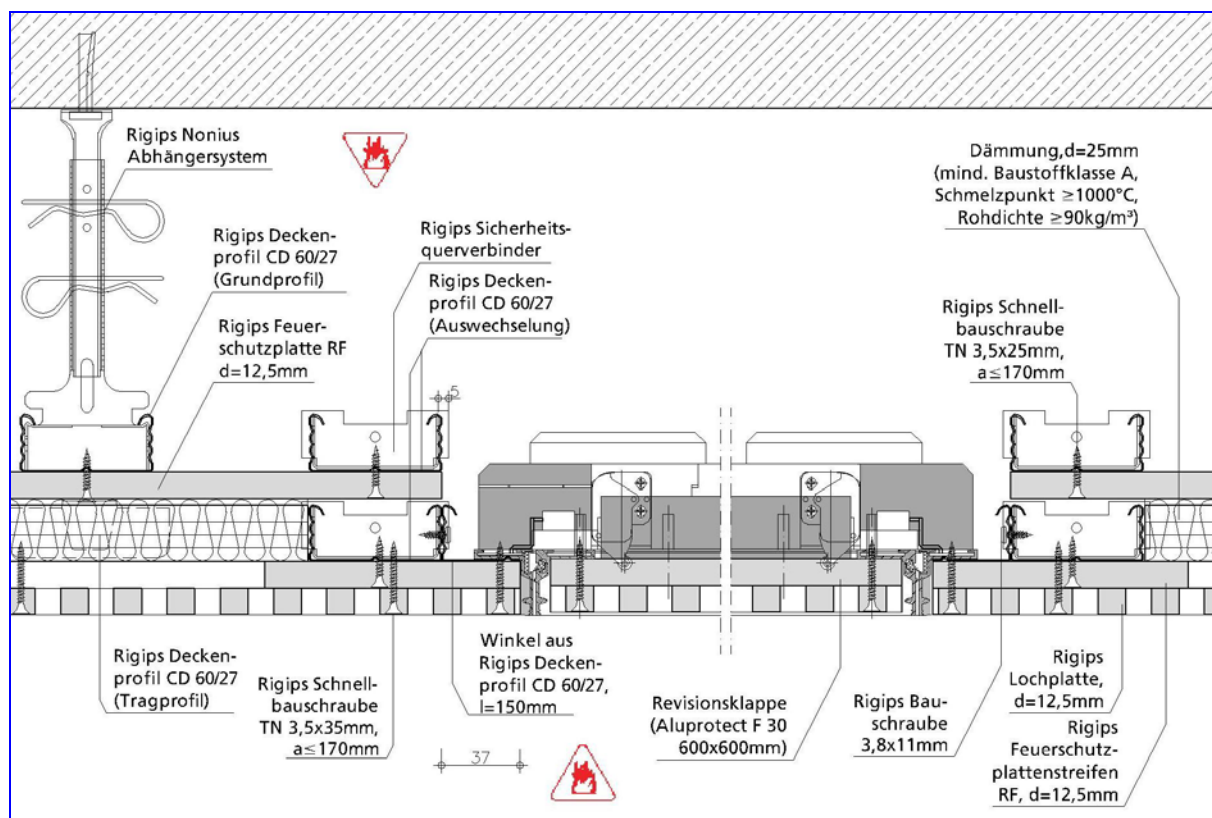 Rigips Nonius
Abhängersystem
Dämmung,d=25mm
(mind. Baustoffklasse A,
Schmelzpunkt ≥1000°C,
Rohdichte ≥90kg/m³)
Rigips Decken-
profil CD 60/27
(Grundprofil)
Rigips Sicherheits-
querverbinder
Rigips Decken-
profil CD 60/27
(Auswechselung)
Rigips Feuer-
schutzplatte RF
d=12,5mm
Rigips Schnell-
bauschraube
TN 3,5x25mm,
a≤170mm
5
Rigips Decken-
profil CD 60/27
(Tragprofil)
Rigips Schnell-
bauschraube
TN 3,5x35mm,
a≤170mm
Winkel aus
Rigips Decken-
profil CD 60/27,
l=150mm
37
Revisionsklappe
(Aluprotect F 30
600x600mm)
Rigips Bau-
schraube
3,8x11mm
Rigips
Lochplatte,
d=12,5mm
Rigips
Feuerschutz-
plattenstreifen
RF, d=12,5mm